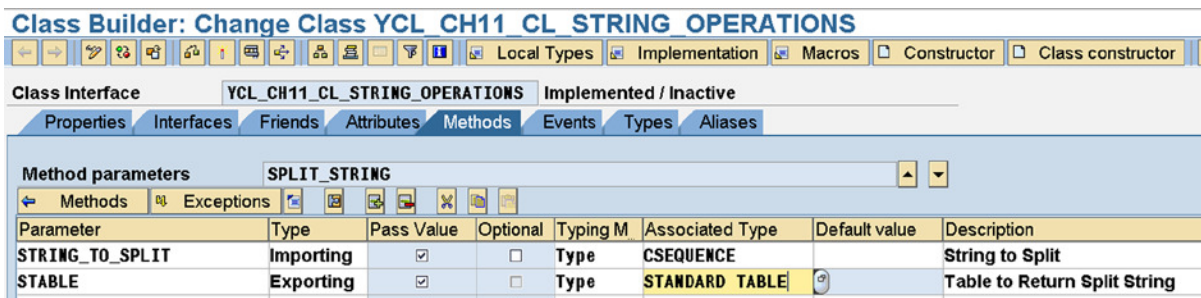 Class Builder: Change Class YCL_CH11_CL_STRING_OPERATIONS
Local Types Implementation Macros Constructor Class constructor
Class Interface YCL_CH11_CL_STRING_OPERATIONS Implemented / Inactive
Properties Interfaces Friends Attributes Methods Events Types Aliases
Method parameters SPLIT_STRING
Methods Exceptions
Parameter Type Pass Value Optional Typing M... Associated Type Default value Description
STRING_TO_SPLIT Importing Type CSEQUENCE String to Split
STABLE Exporting Type STANDARD TABLE Table to Return Split String